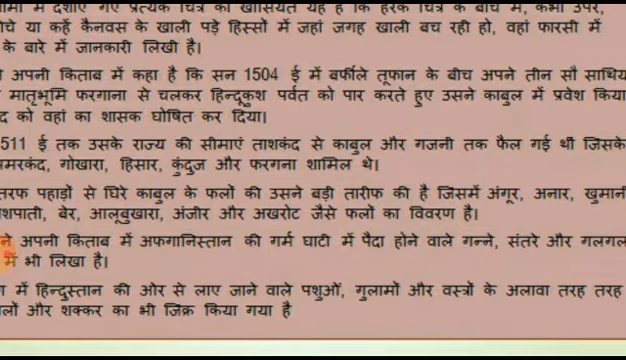 में दर्शाए गए प्रत्येक चित्र की खासियत यह है कि हरेक चित्र के बीच में, कभी ऊपर,
या कहें कैनवस के खाली पड़े हिस्सों में जहां जगह खाली बच रही हो, वहां फारसी में
के बारे में जानकारी लिखी है।
अपनी किताब में कहा है कि सन 1504 ई में बर्फीले तूफान के बीच अपने तीन सौ
मातृभूमि फरगाना से चलकर हिन्दूकुश पर्वत को पार करते हुए उसने काबुल में प्रवेश किया
को वहां का शासक घोषित कर दिया।
511 ई तक उसके राज्य की सीमाएं ताशकंद से काबुल और गजनी तक फैल गई थीं जिसके
मरकंद, गोखारा, हिसार, कुंदुज और फरगना शामिल थे।
तरफ पहाड़ों से घिरे काबुल के फलों की उसने बड़ी तारीफ की है जिसमें अंगूर, अनार, खुमानी
शपाती, बेर, आलूबुखारा, अंजीर और अखरोट जैसे फलों का विवरण है।
ने अपनी किताब में अफगानिस्तान की गर्म घाटी में पैदा होने वाले गन्ने, संतरे और गलगल
में भी लिखा है।
में हिन्दुस्तान की ओर से लाए जाने वाले पशुओं, गुलामों और वस्त्रों के अलावा तरह तरह
और शक्कर का भी जिक्र किया गया है